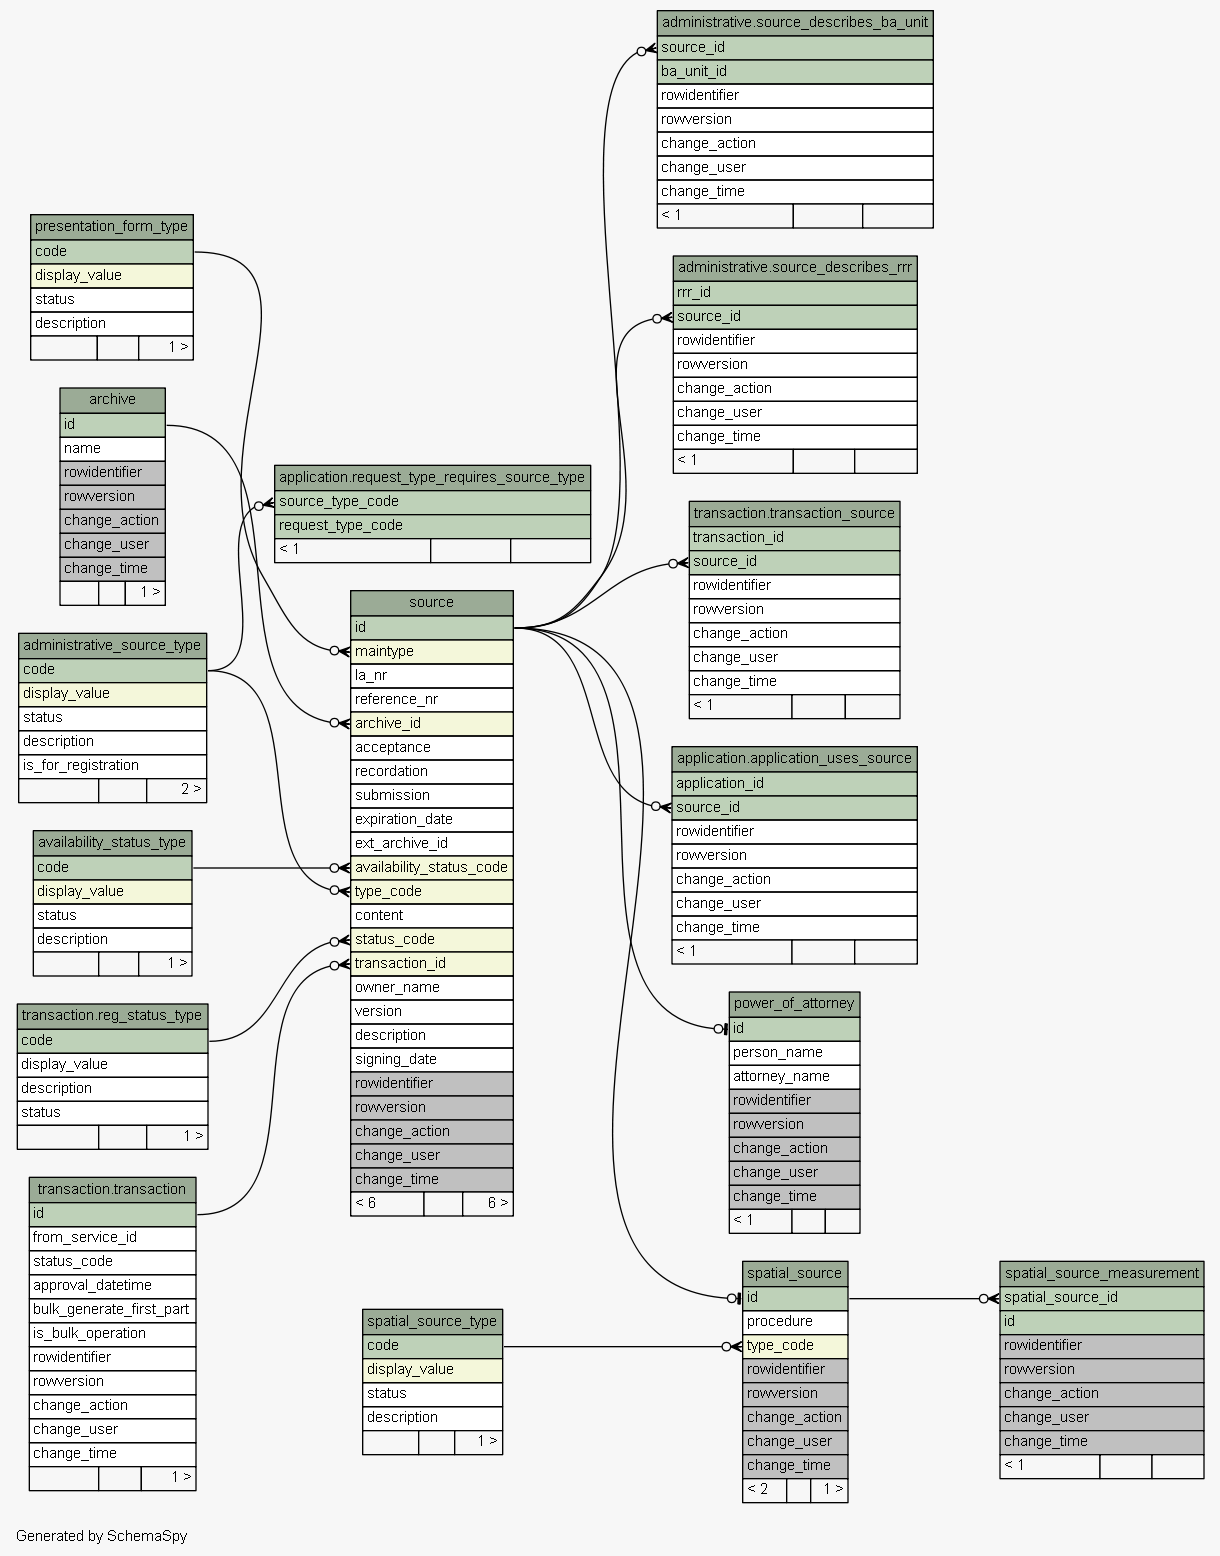 administrative.source_describes_ba_unit
source_id
ba_unit_id
rowidentifier
rowversion
change_action
change_user
change_time
< 1
administrative.source_describes_rrr
rrr_id
source_id
rowidentifier
rowversion
change_action
change_user
change_time
< 1
presentation_form_type
code
display_value
status
description
1 >
archive
id
name
rowidentifier
rowversion
change_action
change_user
change_time
1 >
application.request_type_requires_source_type
source_type_code
request_type_code
< 1
transaction.transaction_source
transaction_id
source_id
rowidentifier
rowversion
change_action
change_user
change_time
< 1
administrative_source_type
code
display_value
status
description
is_for_registration
2 >
source
id
maintype
la_nr
reference_nr
archive_id
acceptance
recordation
submission
expiration_date
ext_archive_id
availability_status_code
type_code
content
status_code
transaction_id
owner_name
version
description
signing_date
rowidentifier
rowversion
change_action
change_user
change_time
< 6
6 >
application.application_uses_source
application_id
source_id
rowidentifier
rowversion
change_action
change_user
change_time
< 1
availability_status_type
code
display_value
status
description
1 >
transaction.reg_status_type
code
display_value
description
status
1 >
power_of_attorney
id
person_name
attorney_name
rowidentifier
rowversion
change_action
change_user
change_time
< 1
transaction.transaction
id
from_service_id
status_code
approval_datetime
bulk_generate_first_part
is_bulk_operation
rowidentifier
rowversion
change_action
change_user
change_time
1 >
spatial_source_type
code
display_value
status
description
1 >
spatial_source
id
procedure
type_code
rowidentifier
rowversion
change_action
change_user
change_time
< 2
1 >
spatial_source_measurement
spatial_source_id
id
rowidentifier
rowversion
change_action
change_user
change_time
< 1
Generated by SchemaSpy